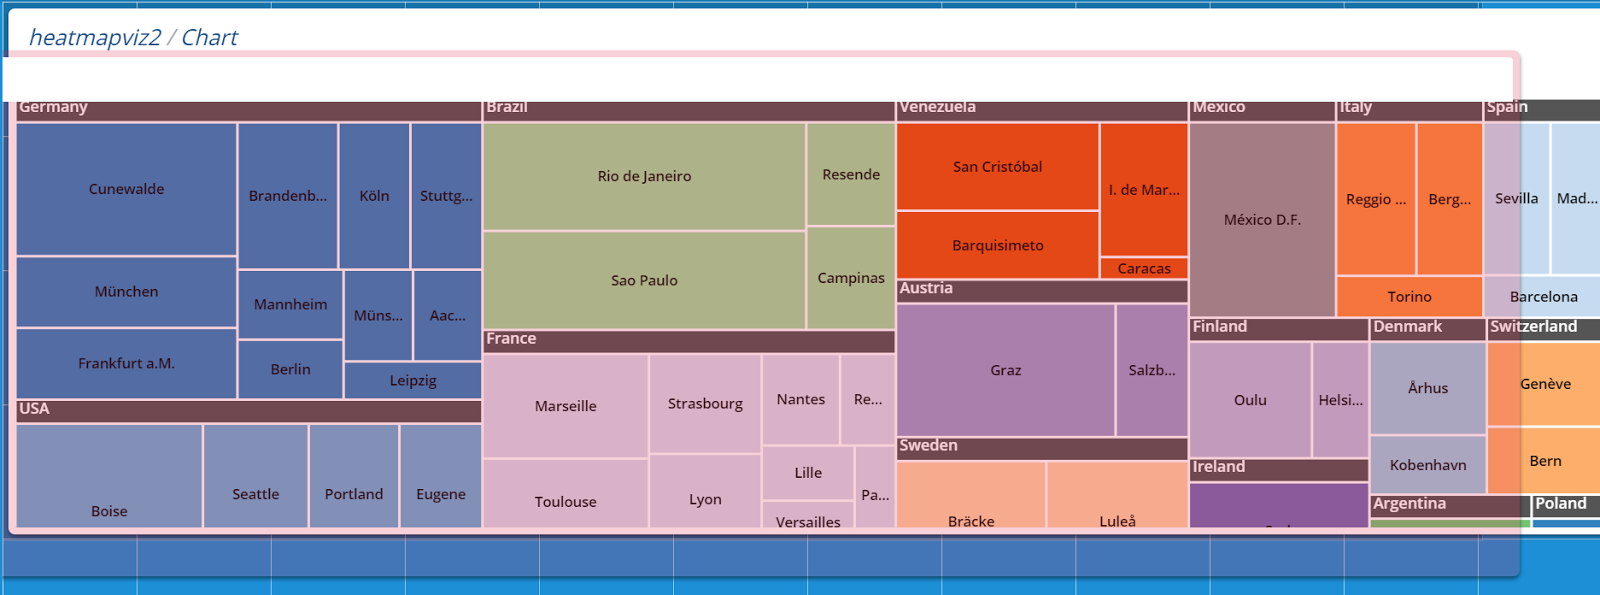 heatmapviz2 / Chart
Germany
Cunewalde
Brandenb...
Köln
Stuttg...
München
Mannheim
Müns...
Aac...
Frankfurt a.M.
Berlin
Leipzig
USA
Boise
Seattle
Portland
Eugene
Brazil
Rio de Janeiro
Resende
Sao Paulo
Campinas
France
Marseille
Strasbourg
Nantes
Re...
Toulouse
Lyon
Lille
Pa...
Versailles
Venezuela
San Cristóbal
I. de Mar...
Barquisimeto
Caracas
Austria
Graz
Salzb...
Sweden
Bräcke
Luleå
Mexico
México D.F.
Italy
Reggio ...
Berg...
Torino
Spain
Sevilla
Mad...
Barcelona
Finland
Oulu
Helsi...
Ireland
Denmark
Århus
Kobenhavn
Switzerland
Genève
Bern
Argentina
Poland